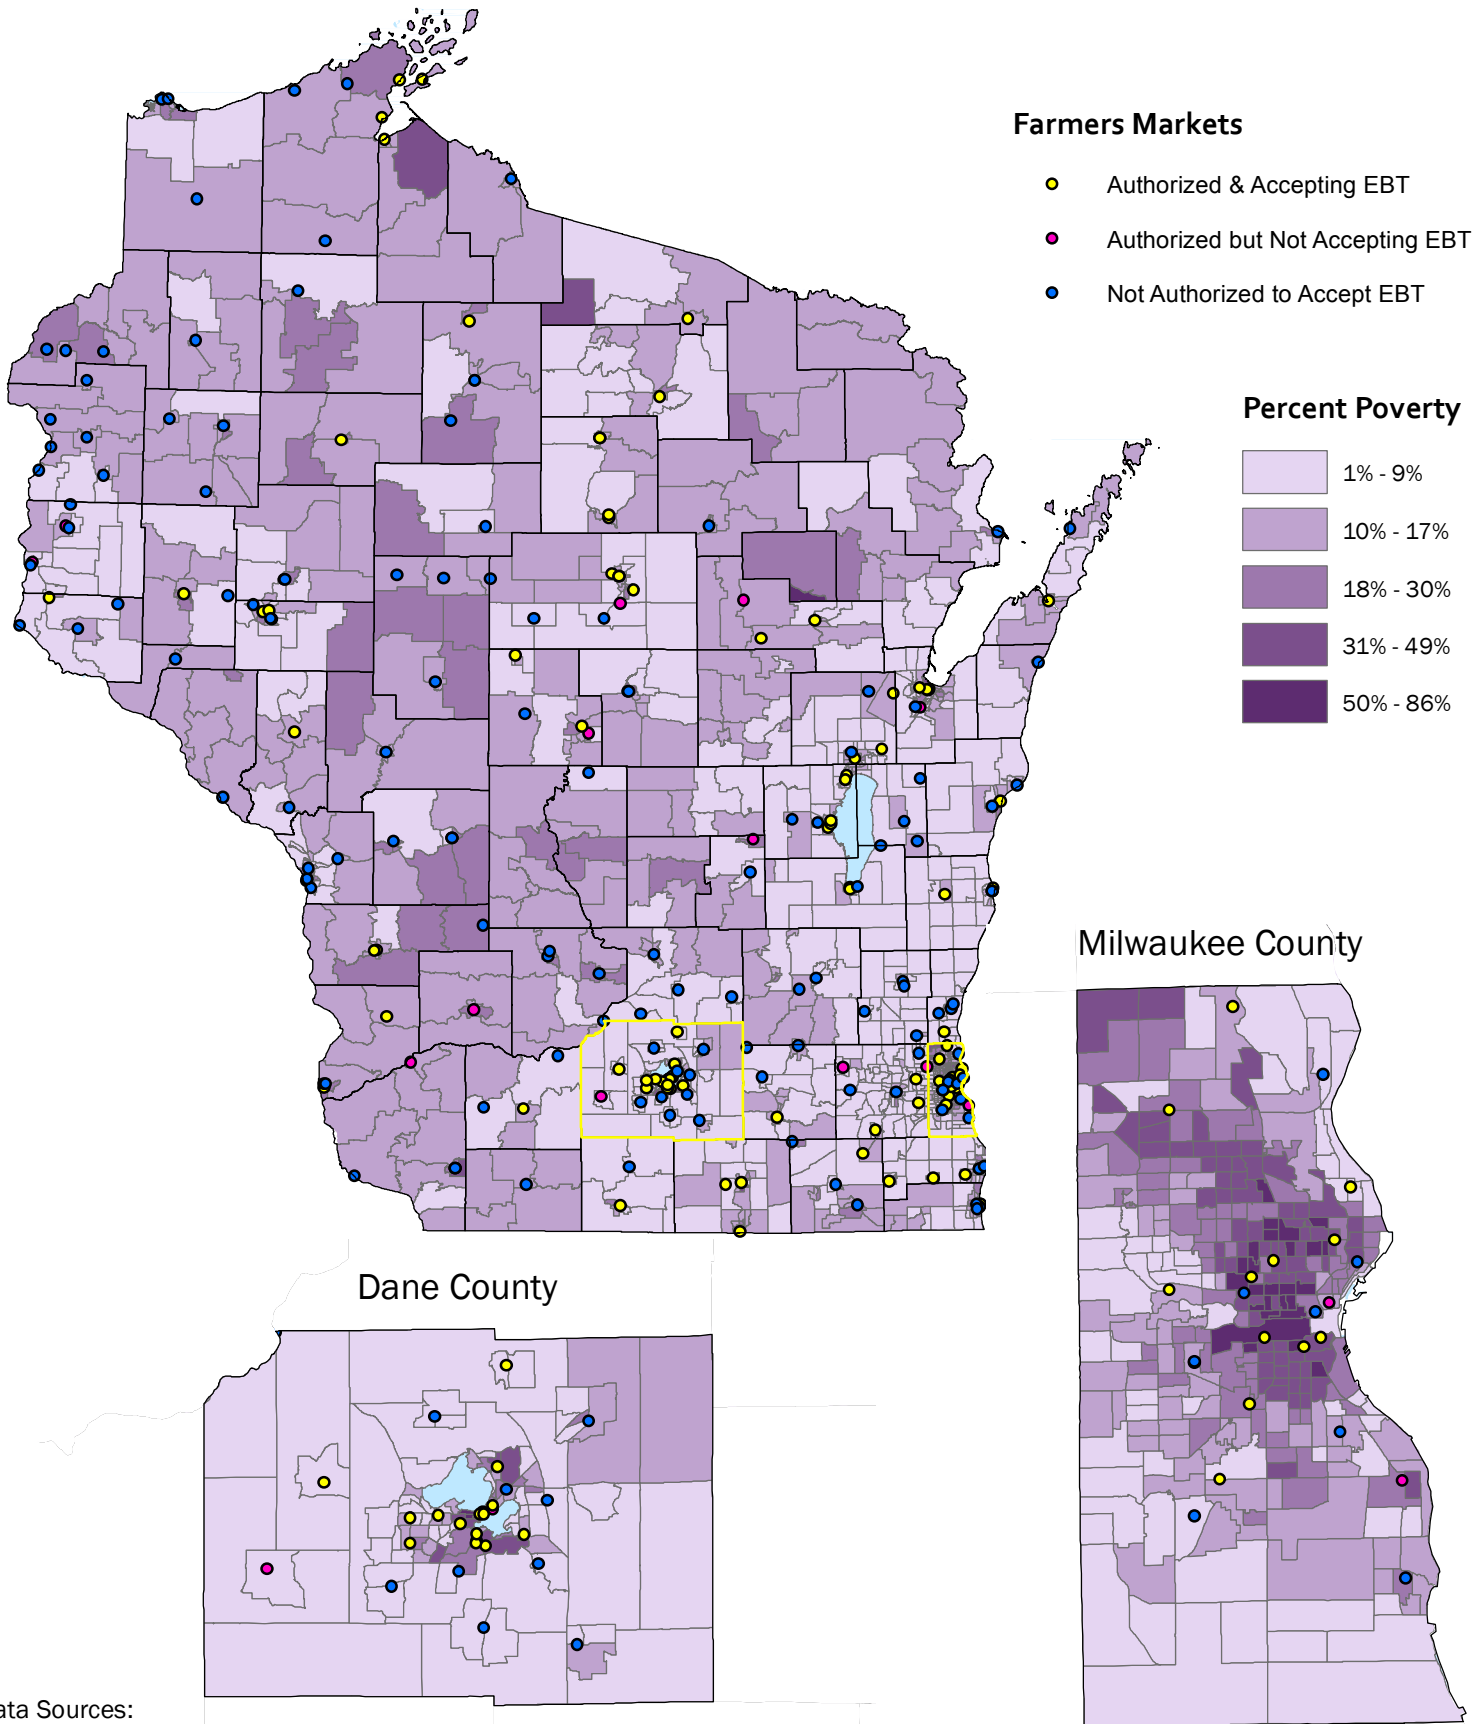 Farmers Markets
Authorized & Accepting EBT
Authorized but Not Accepting EBT
Not Authorized to Accept EBT
Percent Poverty
1% - 9%
10% - 17%
18% - 30%
31% - 49%
50% - 86%
Milwaukee County
Dane County
ata Sources: